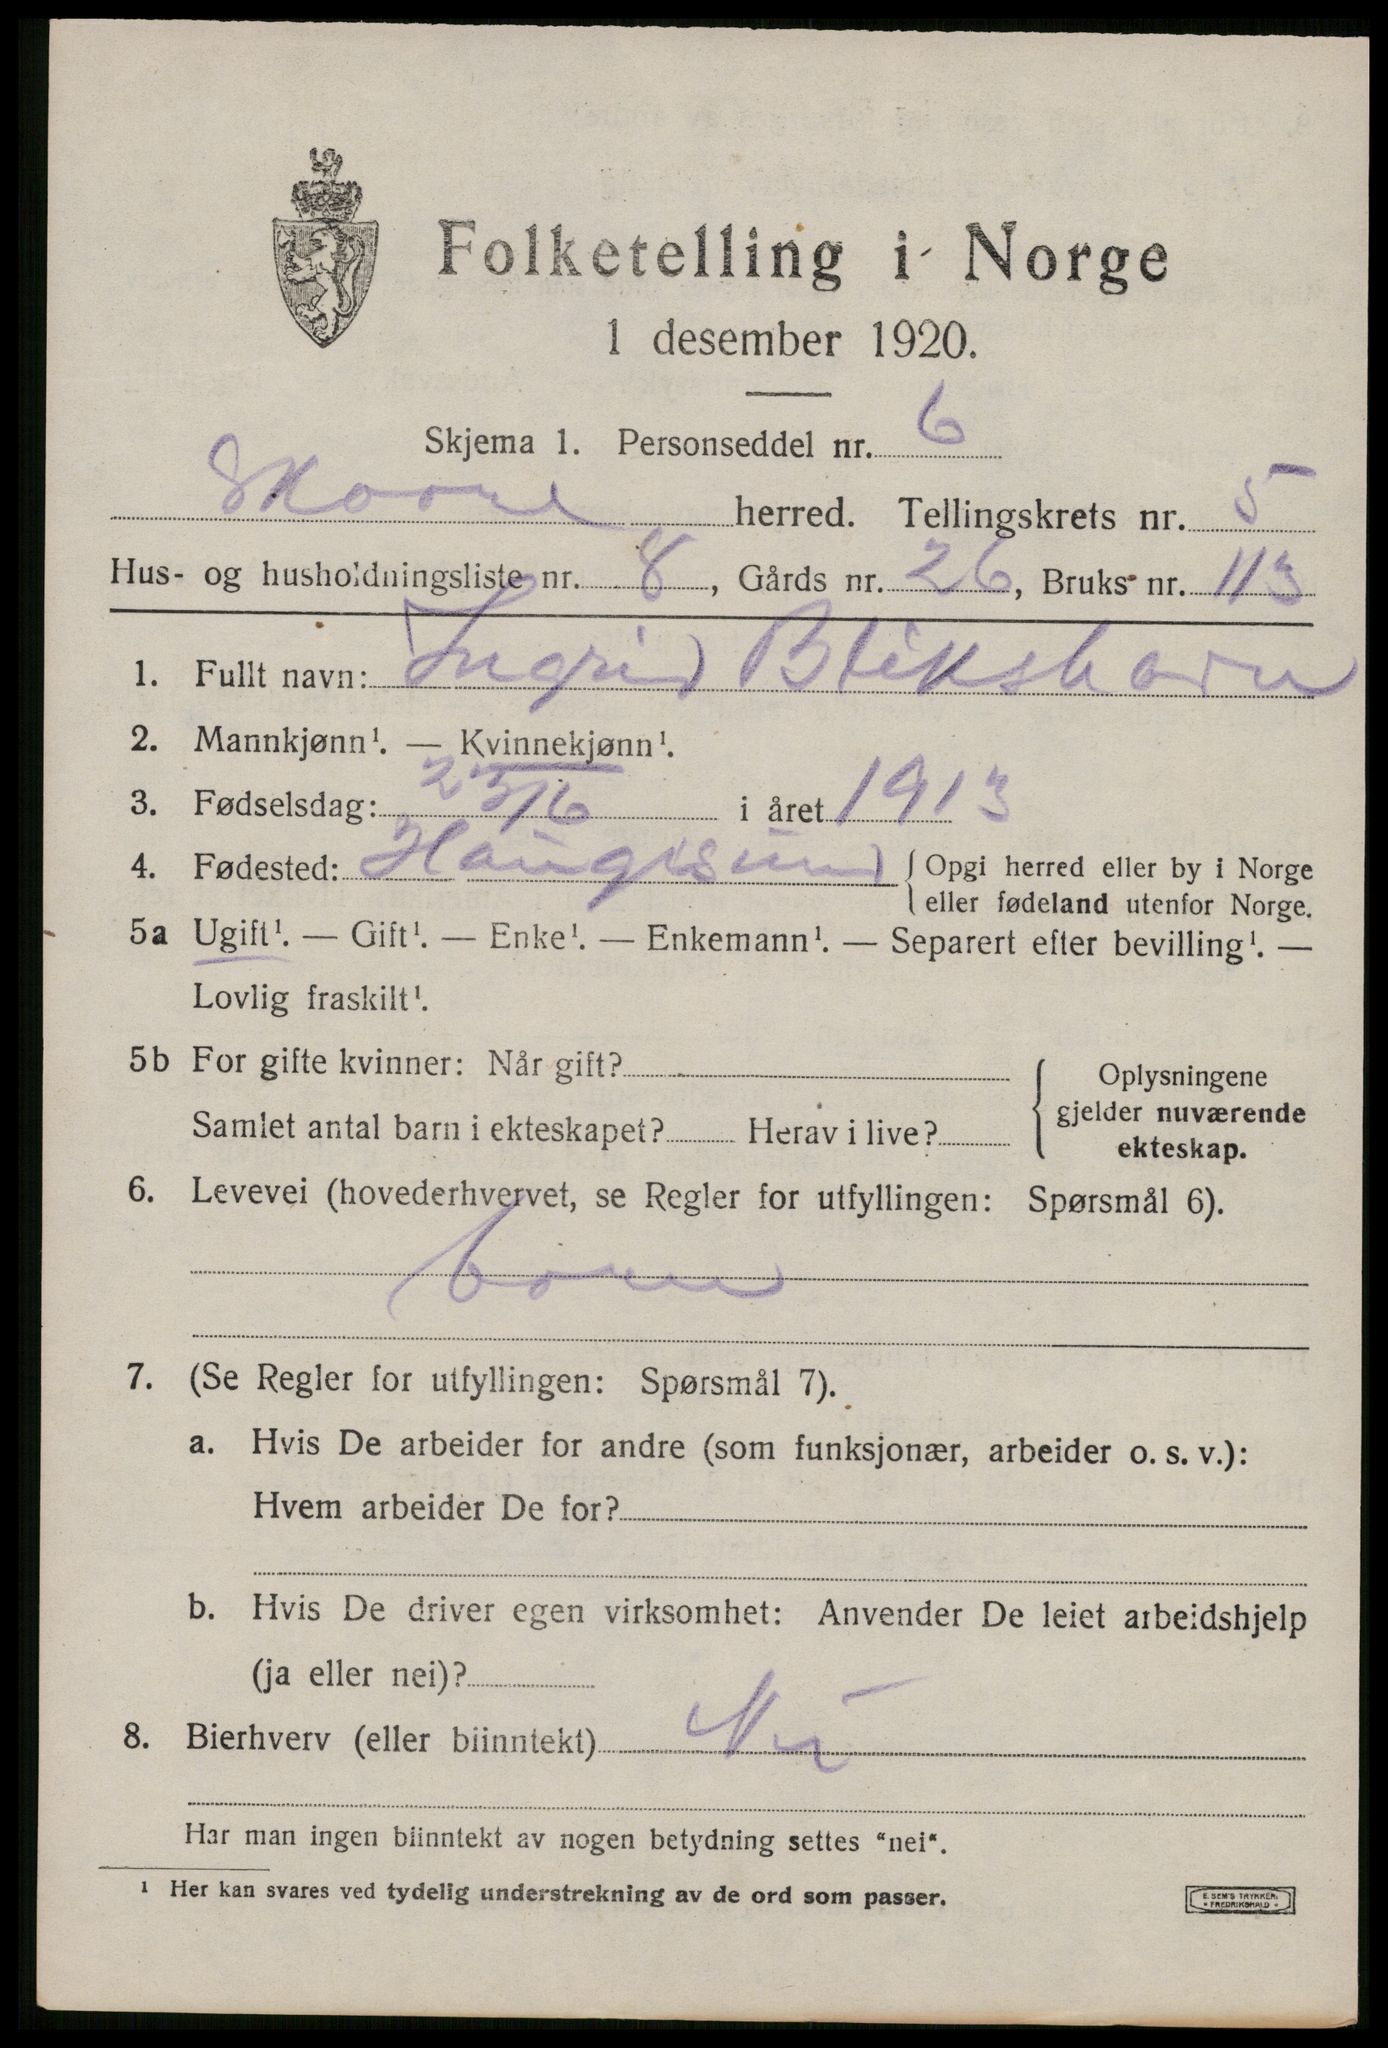 Folketelling i Norge
1 desember 1920.
Skjema 1. Personseddel nr. 6
Skaare herred. Tellingskrets nr. 5
Hus- og husholdningsliste nr. 8, Gårds nr. 26, Bruks nr. 113
1. Fullt navn: Ingrid Blikshavn
2. Mannkjønn¹. — Kvinnekjønn¹.
3. Fødselsdag: 23/6 i året 1913
4. Fødested: Haugesund { Opgi herred eller by i Norge
eller fødeland utenfor Norge.
5a Ugift¹. — Gift¹. — Enke¹. — Enkemann¹. — Separert efter bevilling¹. —
Lovlig fraskilt¹.
5b For gifte kvinner: Når gift?
Samlet antal barn i ekteskapet? Herav i live?
{ Oplysningene
gjelder nuværende
ekteskap.
6. Levevei (hovederhvervet, se Regler for utfyllingen: Spørsmål 6).
barn
7. (Se Regler for utfyllingen: Spørsmål 7).
a. Hvis De arbeider for andre (som funksjonær, arbeider o. s. v.):
Hvem arbeider De for?
b. Hvis De driver egen virksomhet: Anvender De leiet arbeidshjelp
(ja eller nei)?
8. Bierhverv (eller biinntekt) Nei
Har man ingen biinntekt av nogen betydning settes "nei".
¹ Her kan svares ved tydelig understrekning av de ord som passer.
E. SEM'S TRYKKERI
FREDRIKSHALD